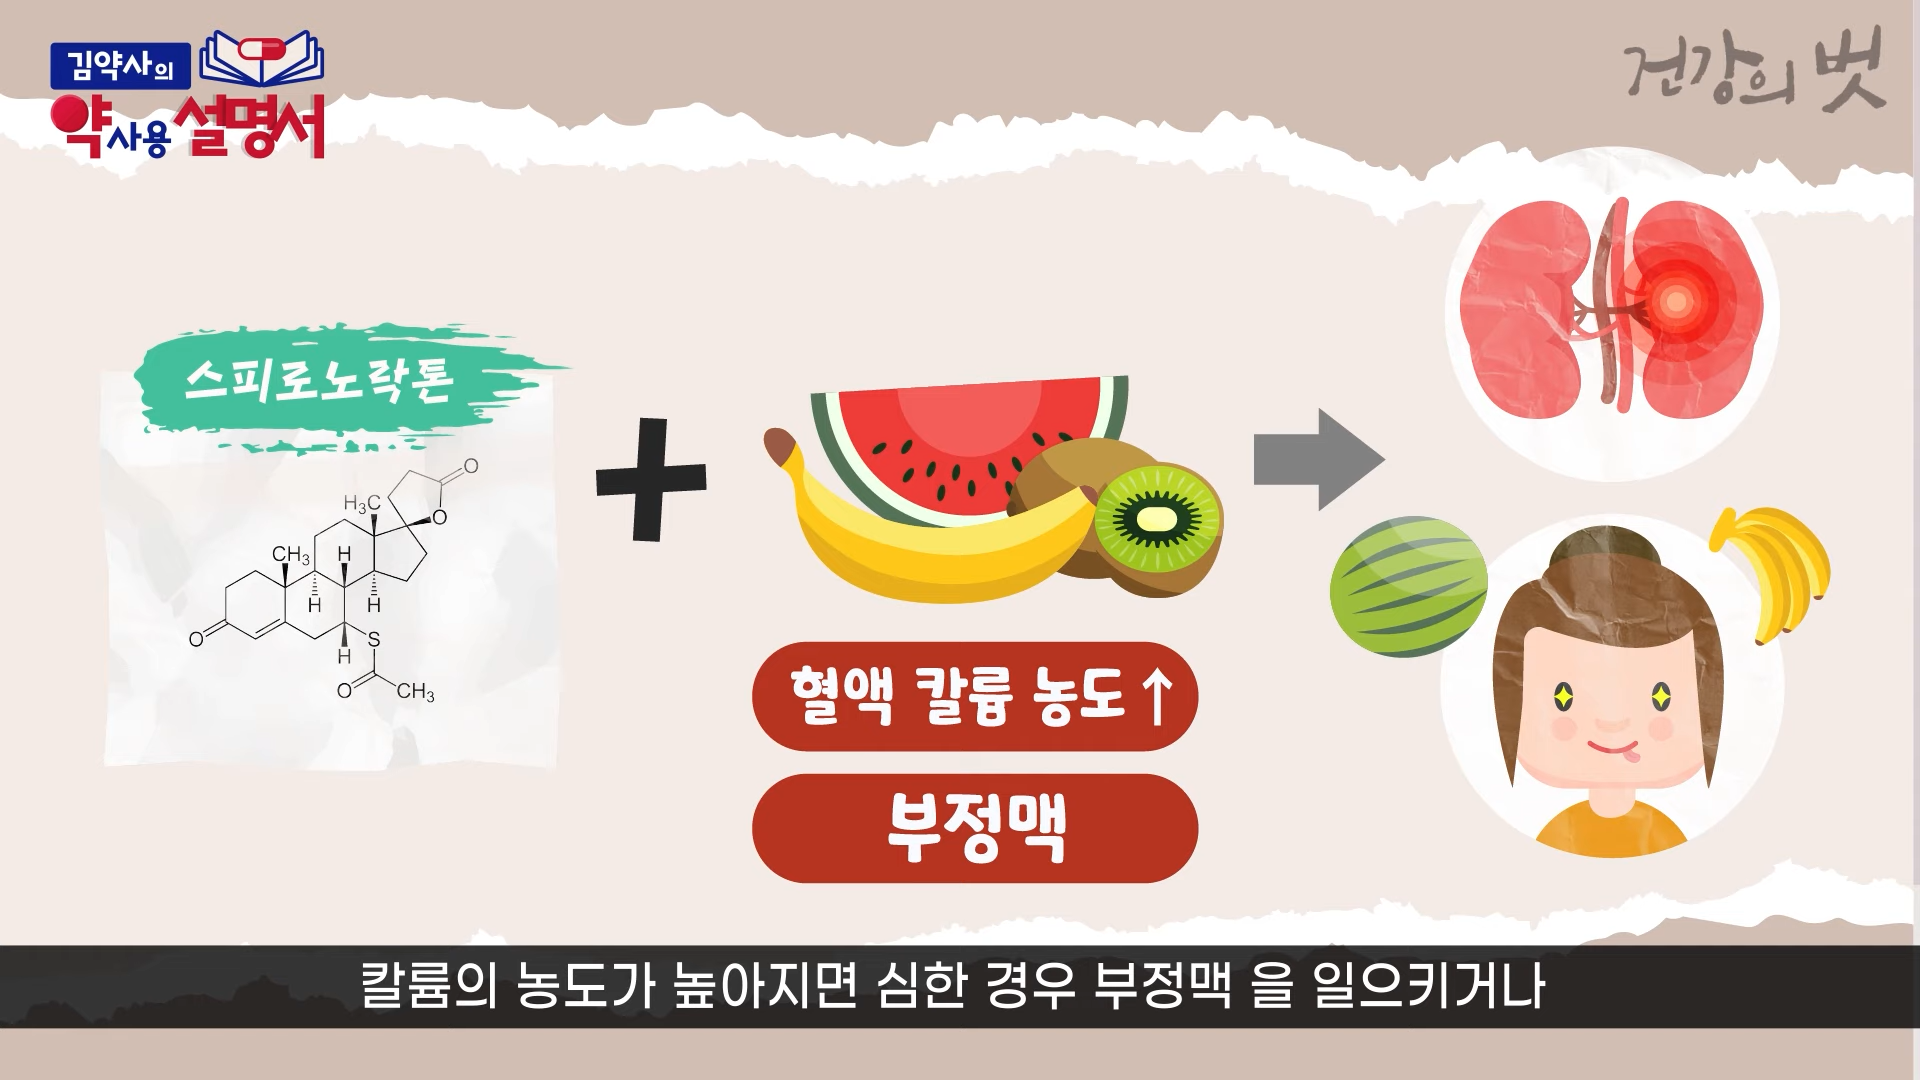 김약사의
약사용 설명서
건강의 벗
스피로노락톤
O
H₃C
O
CH₃
H
H
H
O
S
H
O
CH₃
혈액 칼륨 농도 ↑
부정맥
칼륨의 농도가 높아지면 심한 경우 부정맥 을 일으키거나